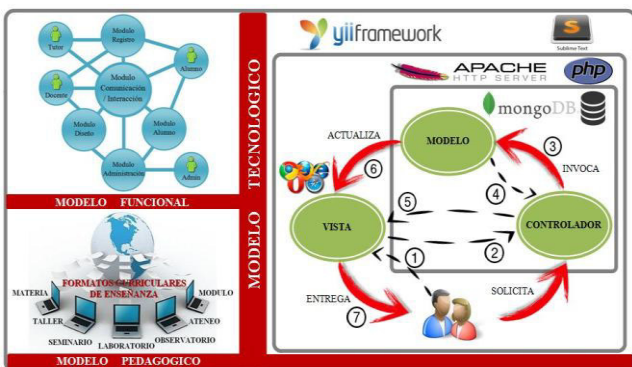 Tutor
Modulo
Registro
Alumno
Docente
Modulo
Comunicación
/ Interacción
Modulo
Diseño
Modulo
Alumno
Modulo
Administración
Admin
MODELO FUNCIONAL
FORMATOS CURRICULARES
DE ENSEÑANZA
MATERIA
MODULO
TALLER
ATENEO
SEMINARIO
OBSERVATORIO
LABORATORIO
MODELO PEDAGOGICO
MODELO TECNOLOGICO
yiiframework
Sublime Text
APACHE
HTTP SERVER
php
mongoDB
ACTUALIZA
MODELO
3
INVOCA
6
4
5
VISTA
CONTROLADOR
2
1
ENTREGA
7
SOLICITA